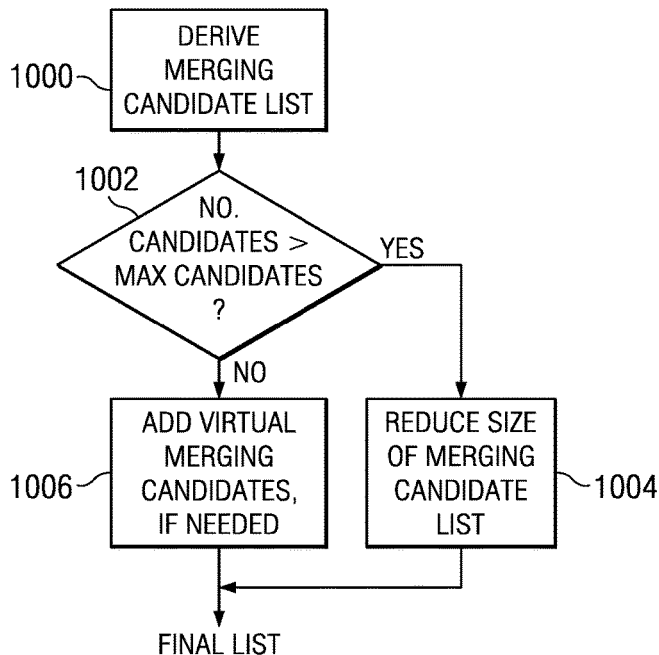 1000
DERIVE
MERGING
CANDIDATE LIST
1002
NO.
CANDIDATES >
MAX CANDIDATES
?
YES
NO
1006
ADD VIRTUAL
MERGING
CANDIDATES,
IF NEEDED
REDUCE SIZE
OF MERGING
CANDIDATE
LIST
1004
FINAL LIST